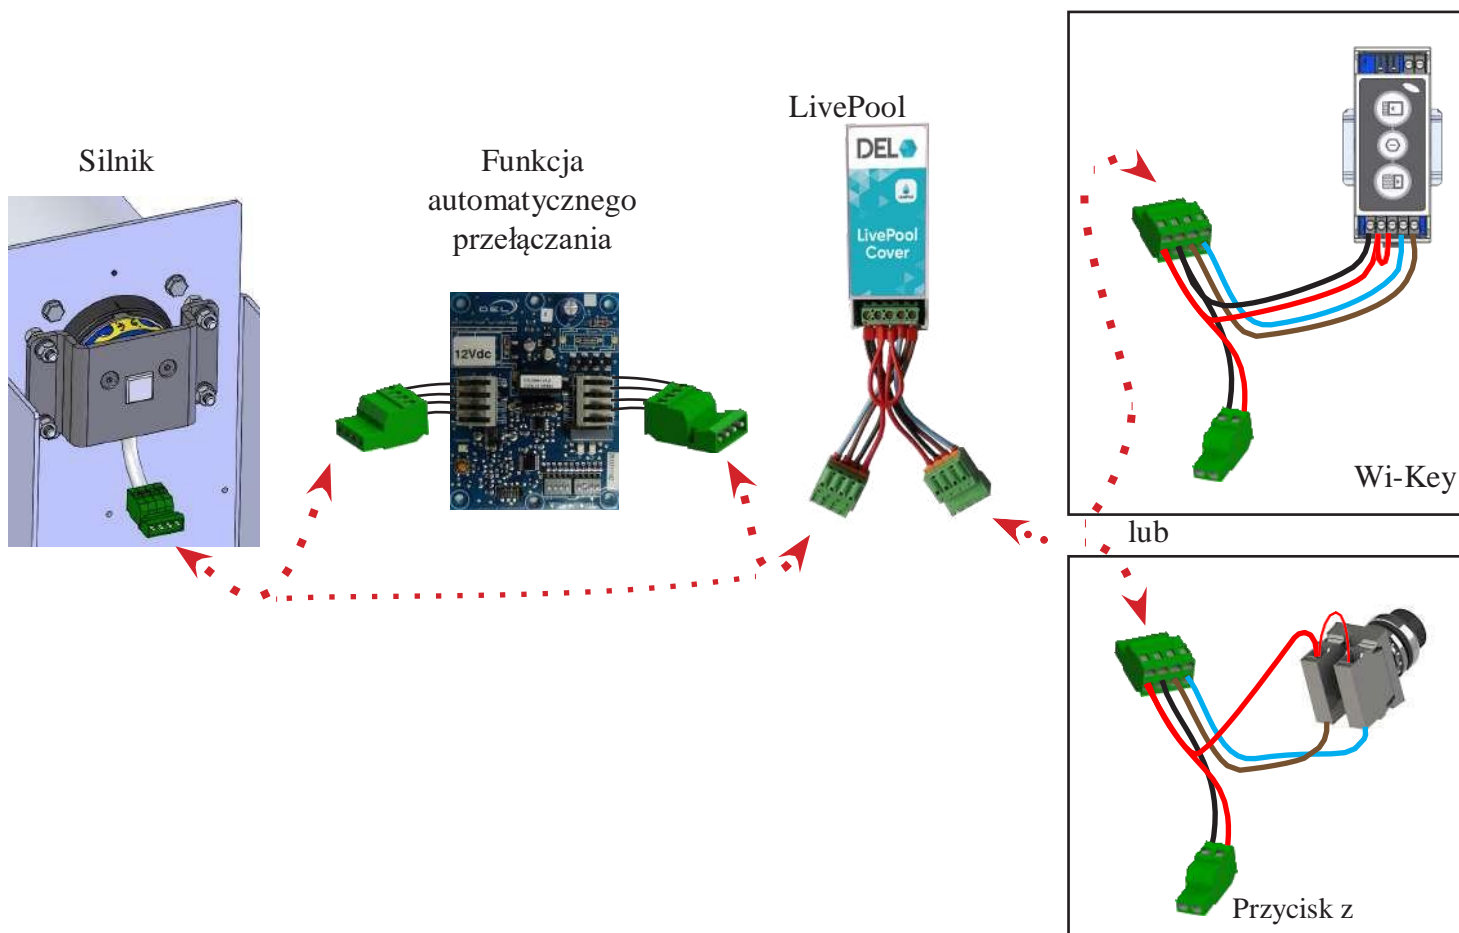 Silnik
Funkcja
automatycznego
przełączania
12Vdc
LivePool
DEL
LivePool
Cover
Wi-Key
lub
Przycisk z